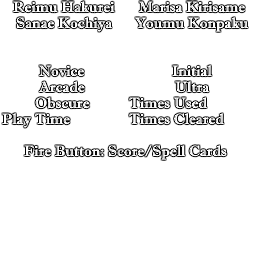 Reimu Hakurei Marisa Kirisame
Sanae Kochiya Youmu Konpaku
Novice Initial
Arcade Ultra
Obscure Times Used
Play Time Times Cleared
Fire Button: Score/Spell Cards